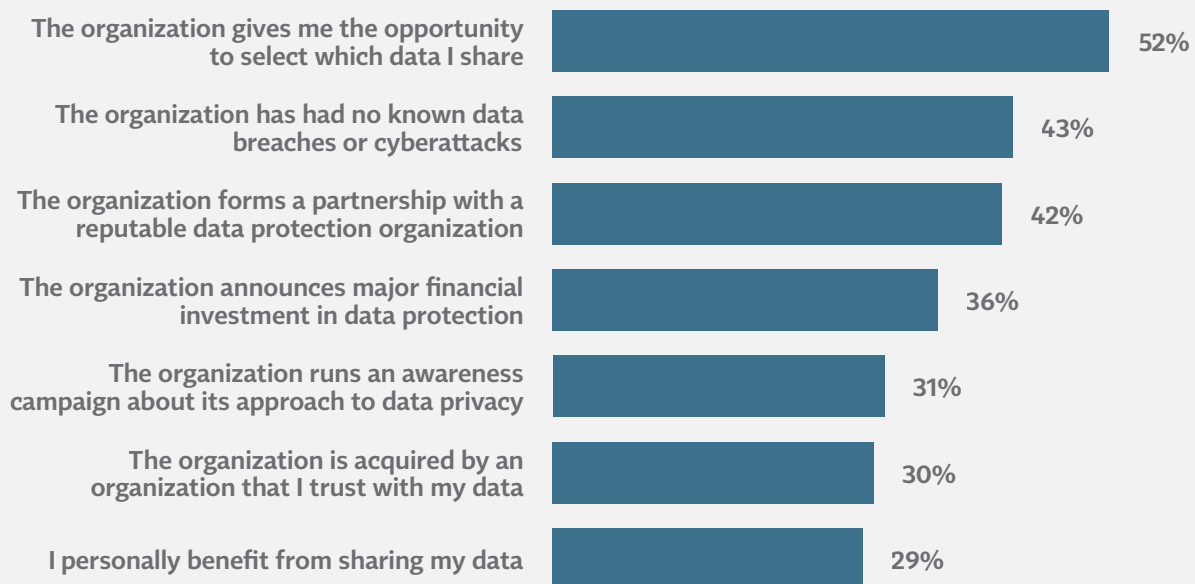 The organization gives me the opportunity
to select which data I share
52%
The organization has had no known data
breaches or cyberattacks
43%
The organization forms a partnership with a
reputable data protection organization
42%
The organization announces major financial
investment in data protection
36%
The organization runs an awareness
campaign about its approach to data privacy
31%
The organization is acquired by an
organization that I trust with my data
30%
I personally benefit from sharing my data
29%